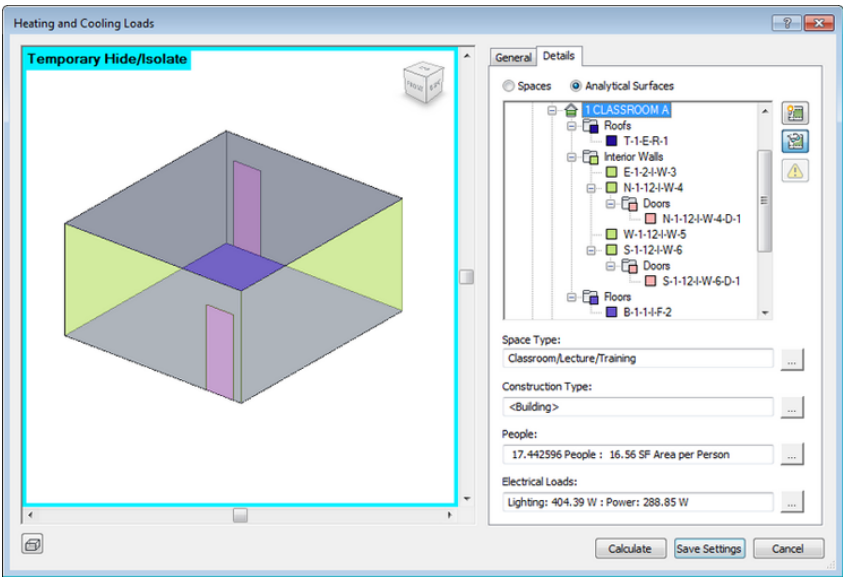 Heating and Cooling Loads
Temporary Hide/Isolate
General Details
Spaces Analytical Surfaces
1 CLASSROOM A
Roofs
T-1-E-R-1
Interior Walls
E-1-2-I-W-3
N-1-12-I-W-4
Doors
N-1-12-I-W-4-D-1
W-1-12-I-W-5
S-1-12-I-W-6
Doors
S-1-12-I-W-6-D-1
Floors
B-1-1-I-F-2
Space Type:
Classroom/Lecture/Training
...
Construction Type:
<Building>
...
People:
17.442596 People : 16.56 SF Area per Person
...
Electrical Loads:
Lighting: 404.39 W : Power: 288.85 W
...
Calculate Save Settings Cancel